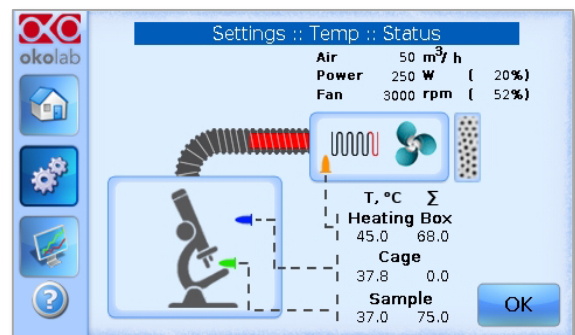 Settings :: Temp :: Status
okolab
Air 50 m³/ h
Power 250 W ( 20%)
Fan 3000 rpm ( 52%)
T, °C Σ
Heating Box
45.0 68.0
Cage
37.8 0.0
Sample
37.0 75.0
?
OK